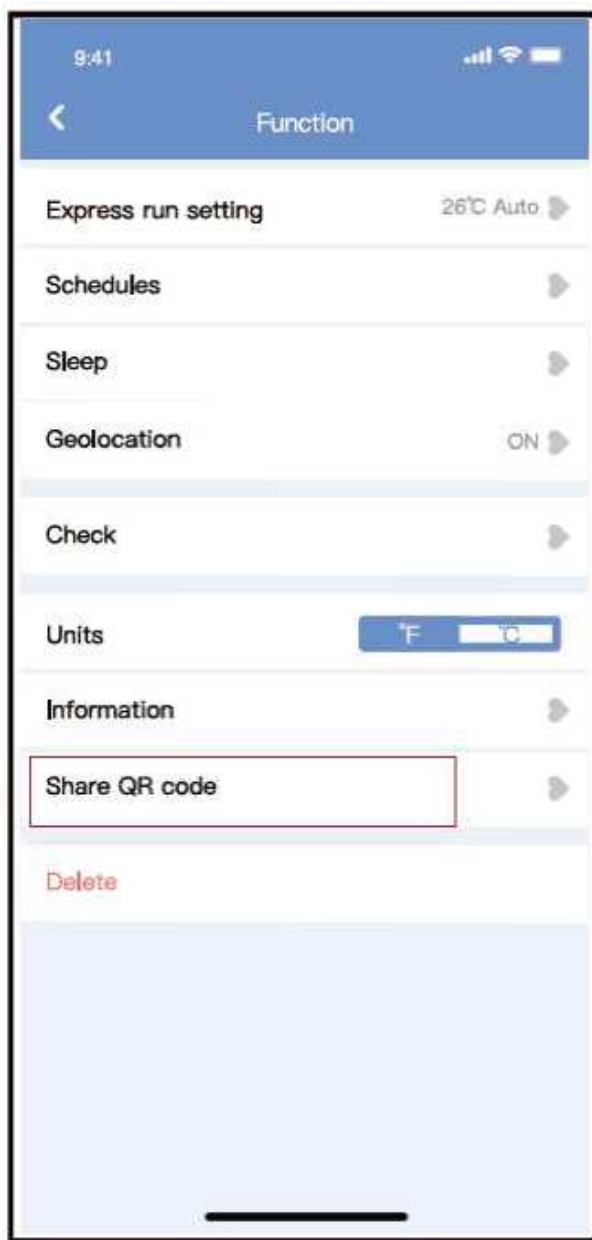 9:41
Function
Express run setting 26℃ Auto
Schedules
Sleep
Geolocation ON
Check
Units °F ℃
Information
Share QR code
Delete